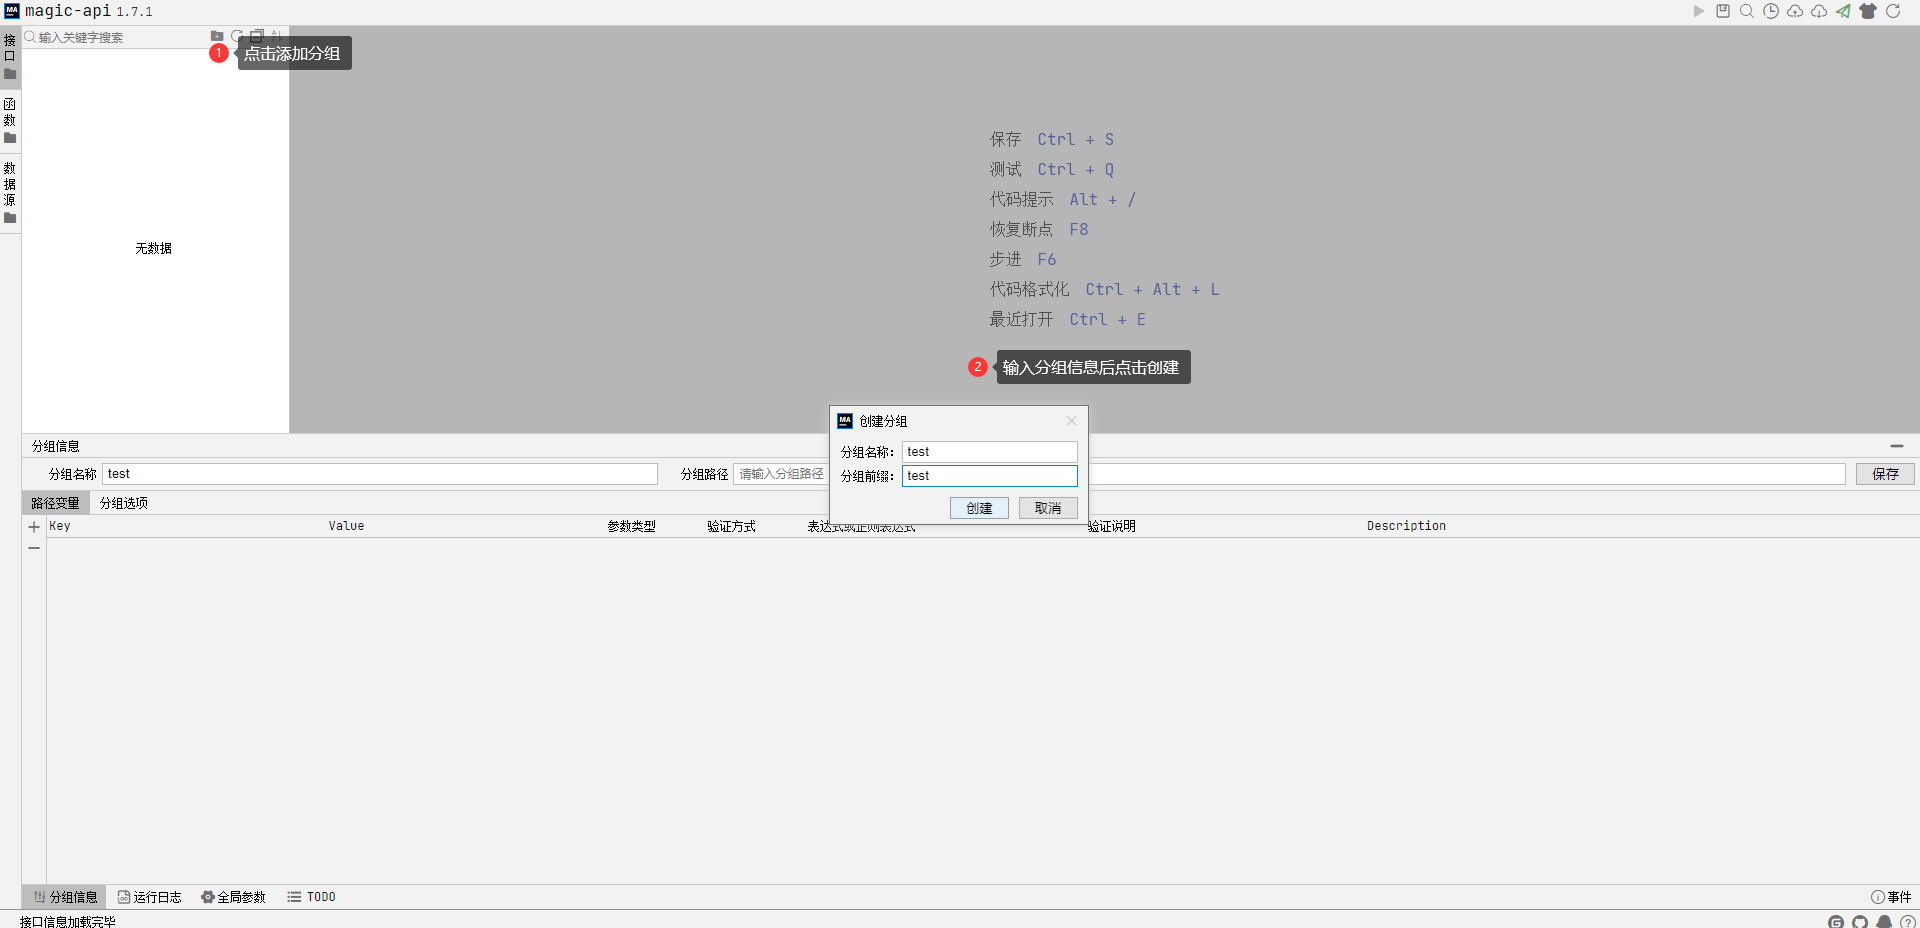 MA magic-api 1.7.1
接口
输入关键字搜索
1 点击添加分组
函数
数据源
无数据
保存 Ctrl + S
测试 Ctrl + Q
代码提示 Alt + /
恢复断点 F8
步进 F6
代码格式化 Ctrl + Alt + L
最近打开 Ctrl + E
2 输入分组信息后点击创建
MA 创建分组
分组名称： test
分组前缀： test
创建 取消
分组信息
分组名称 test 分组路径 请输入分组路径 保存
路径变量 分组选项
Key Value 参数类型 验证方式 表达式或正则表达式 验证说明 Description
分组信息 运行日志 全局参数 TODO 事件
接口信息加载完毕